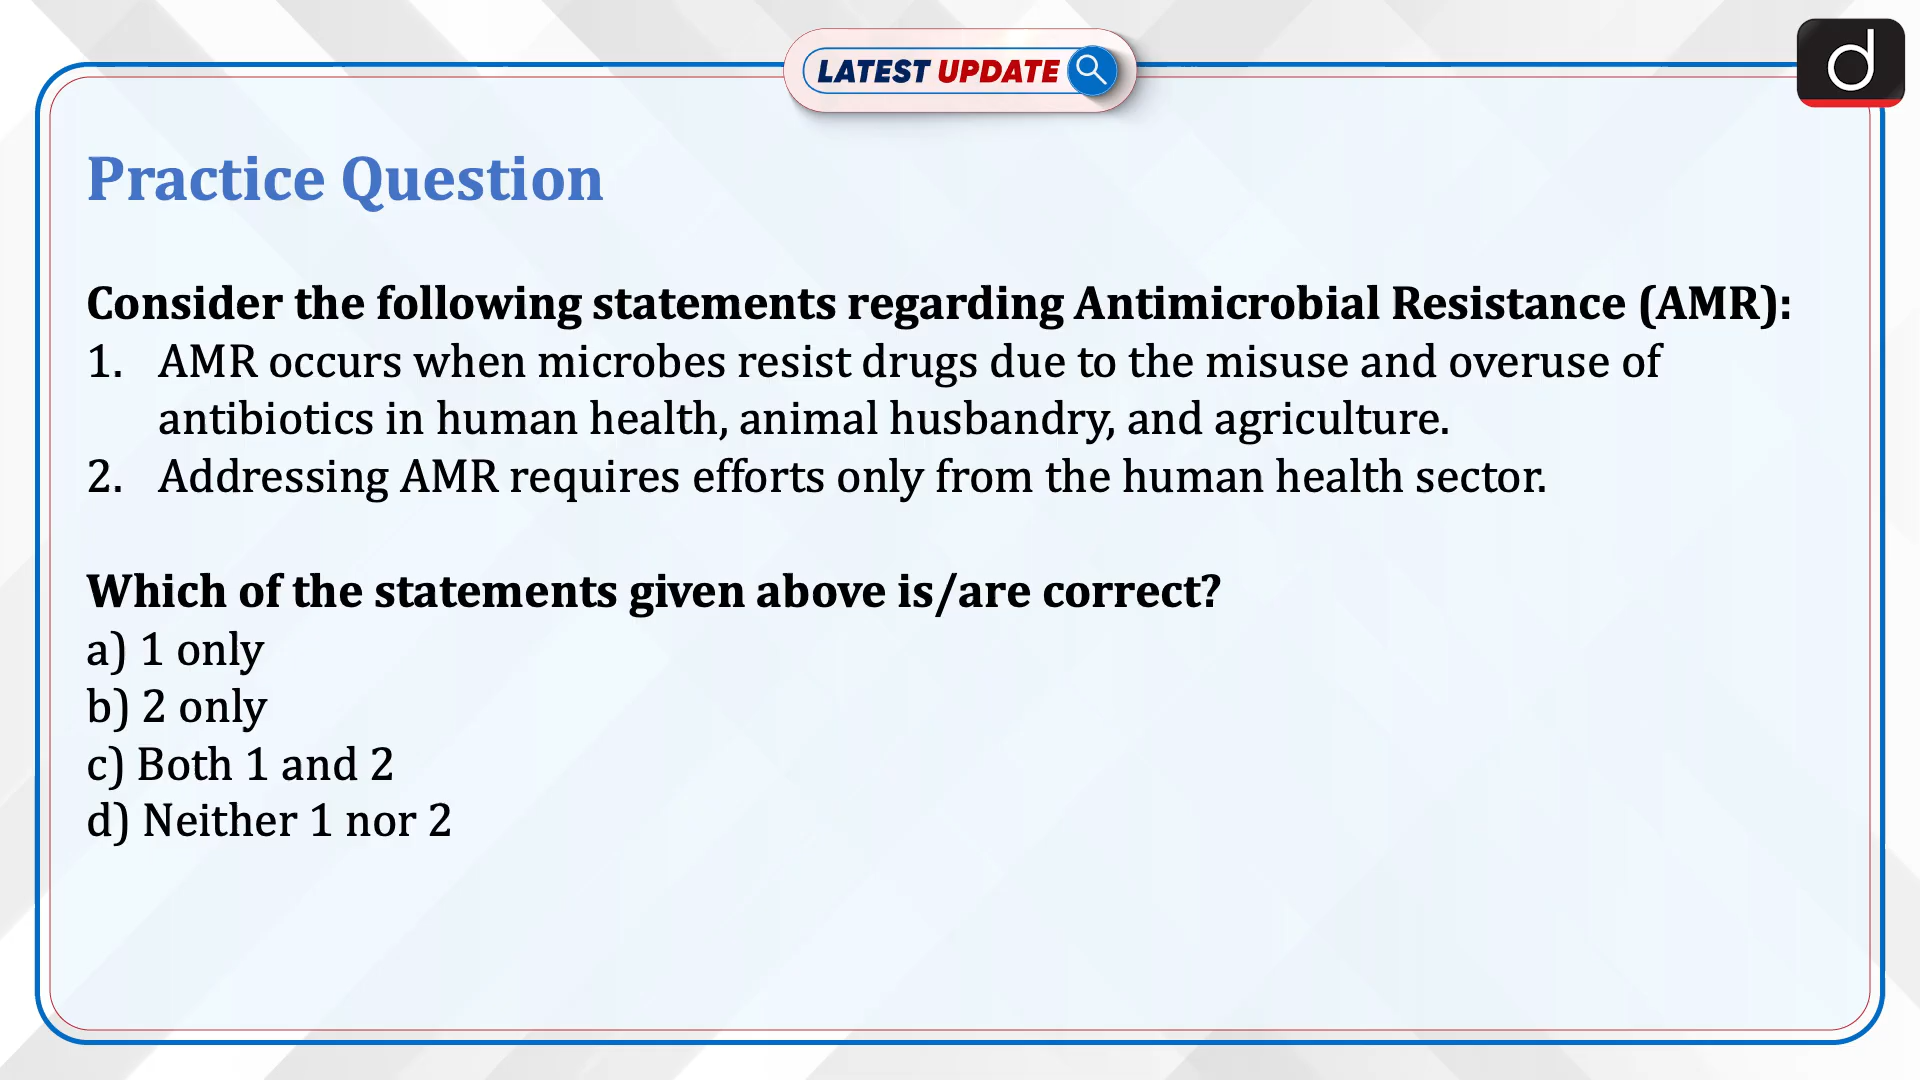 LATEST UPDATE
d
Practice Question
Consider the following statements regarding Antimicrobial Resistance (AMR):
1. AMR occurs when microbes resist drugs due to the misuse and overuse of
antibiotics in human health, animal husbandry, and agriculture.
2. Addressing AMR requires efforts only from the human health sector.
Which of the statements given above is/are correct?
a) 1 only
b) 2 only
c) Both 1 and 2
d) Neither 1 nor 2